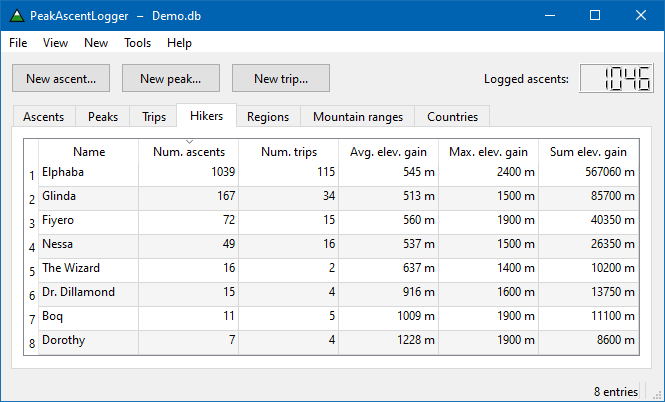 PeakAscentLogger – Demo.db
File View New Tools Help
New ascent... New peak... New trip... Logged ascents: 1046
Ascents Peaks Trips Hikers Regions Mountain ranges Countries
Name Num. ascents Num. trips Avg. elev. gain Max. elev. gain Sum elev. gain
1 Elphaba 1039 115 545 m 2400 m 567060 m
2 Glinda 167 34 513 m 1500 m 85700 m
3 Fiyero 72 15 560 m 1900 m 40350 m
4 Nessa 49 16 537 m 1500 m 26350 m
5 The Wizard 16 2 637 m 1400 m 10200 m
6 Dr. Dillamond 15 4 916 m 1600 m 13750 m
7 Boq 11 5 1009 m 1900 m 11100 m
8 Dorothy 7 4 1228 m 1900 m 8600 m
8 entries